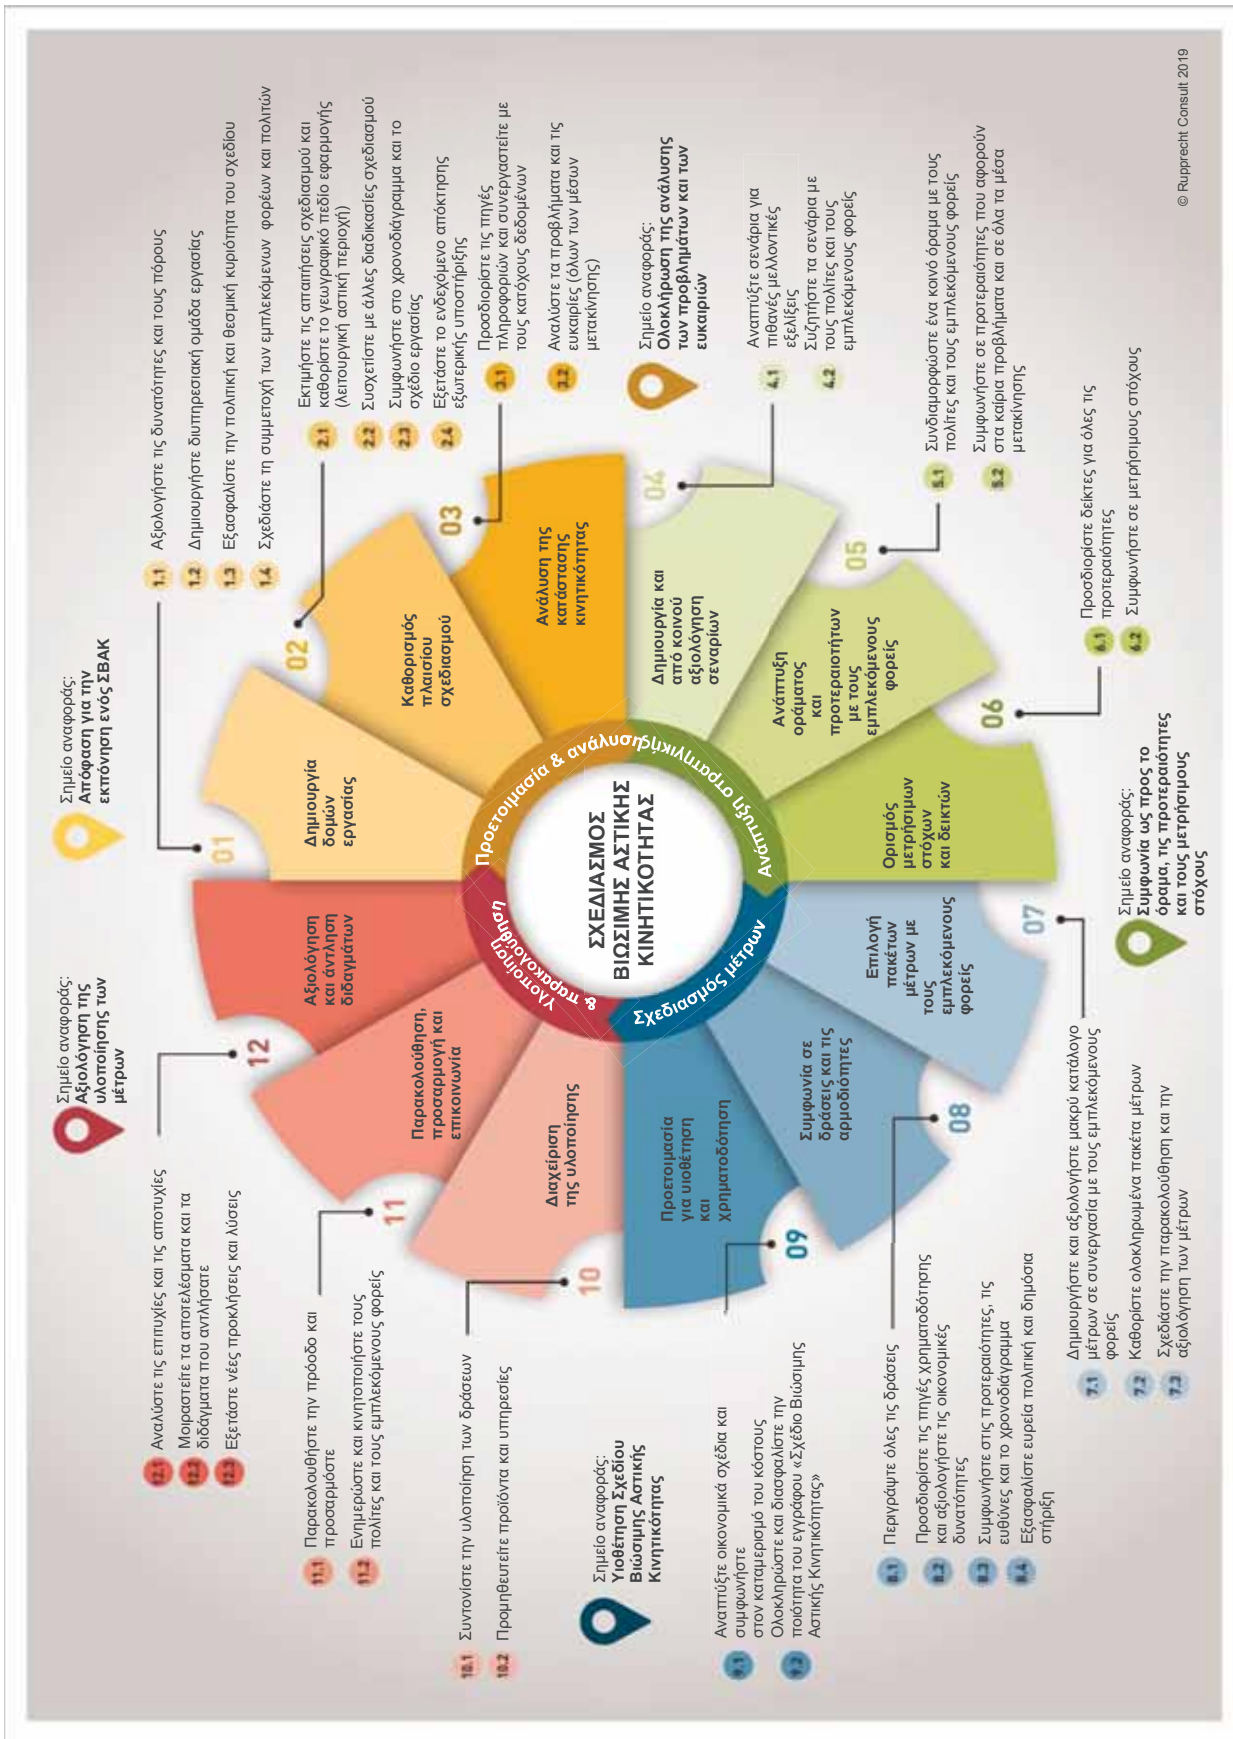 ΣΧΕΔΙΑΣΜΟΣ
ΒΙΩΣΙΜΗΣ ΑΣΤΙΚΗΣ
ΚΙΝΗΤΙΚΟΤΗΤΑΣ
Προετοιμασία & ανάλυση
Ανάπτυξη στρατηγικής
Σχεδιασμός μέτρων
Υλοποίηση
& παρακολούθηση
Σημείο αναφοράς:
Απόφαση για την
εκπόνηση ενός ΣΒΑΚ
01
Δημιουργία
δομών
εργασίας
1.1 Αξιολογήστε τις δυνατότητες και τους πόρους
1.2 Δημιουργήστε διυπηρεσιακή ομάδα εργασίας
1.3 Εξασφαλίστε την πολιτική και θεσμική κυριότητα του σχεδίου
1.4 Σχεδιάστε τη συμμετοχή των εμπλεκόμενων φορέων και πολιτών
02
Καθορισμός
πλαισίου
σχεδιασμού
2.1 Εκτιμήστε τις απαιτήσεις σχεδιασμού και
καθορίστε το γεωγραφικό πεδίο εφαρμογής
(λειτουργική αστική περιοχή)
2.2 Συσχετίστε με άλλες διαδικασίες σχεδιασμού
2.3 Συμφωνήστε στο χρονοδιάγραμμα και το
σχέδιο εργασίας
2.4 Εξετάστε το ενδεχόμενο απόκτησης
εξωτερικής υποστήριξης
03
Ανάλυση της
κατάστασης
κινητικότητας
3.1 Προσδιορίστε τις πηγές
πληροφοριών και συνεργαστείτε με
τους κατόχους δεδομένων
3.2 Αναλύστε τα προβλήματα και τις
ευκαιρίες (όλων των μέσων
μετακίνησης)
Σημείο αναφοράς:
Ολοκλήρωση της ανάλυσης
των προβλημάτων και των
ευκαιριών
04
Δημιουργία και
από κοινού
αξιολόγηση
σεναρίων
4.1 Αναπτύξτε σενάρια για
πιθανές μελλοντικές
εξελίξεις
4.2 Συζητήστε τα σενάρια με
τους πολίτες και τους
εμπλεκόμενους φορείς
05
Ανάπτυξη
οράματος
και
προτεραιοτήτων
με τους
εμπλεκόμενους
φορείς
5.1 Συνδιαμορφώστε ένα κοινό όραμα με τους
πολίτες και τους εμπλεκόμενους φορείς
5.2 Συμφωνήστε σε προτεραιότητες που αφορούν
στα καίρια προβλήματα και σε όλα τα μέσα
μετακίνησης
06
Ορισμός
μετρήσιμων
στόχων
και δεικτών
6.1 Προσδιορίστε δείκτες για όλες τις
προτεραιότητες
6.2 Συμφωνήστε σε μετρήσιμους στόχους
Σημείο αναφοράς:
Συμφωνία ως προς το
όραμα, τις προτεραιότητες
και τους μετρήσιμους
στόχους
07
Επιλογή
πακέτων
μέτρων με
τους
εμπλεκόμενους
φορείς
7.1 Δημιουργήστε και αξιολογήστε μακρύ κατάλογο
μέτρων σε συνεργασία με τους εμπλεκόμενους
φορείς
7.2 Καθορίστε ολοκληρωμένα πακέτα μέτρων
7.3 Σχεδιάστε την παρακολούθηση και την
αξιολόγηση των μέτρων
08
Συμφωνία σε
δράσεις και τις
αρμοδιότητες
8.1 Περιγράψτε όλες τις δράσεις
8.2 Προσδιορίστε τις πηγές χρηματοδότησης
και αξιολογήστε τις οικονομικές
δυνατότητες
8.3 Συμφωνήστε στις προτεραιότητες, τις
ευθύνες και το χρονοδιάγραμμα
8.4 Εξασφαλίστε ευρεία πολιτική και δημόσια
στήριξη
09
Προετοιμασία
για υιοθέτηση
και
χρηματοδότηση
9.1 Αναπτύξτε οικονομικά σχέδια και
συμφωνήστε
στον καταμερισμό του κόστους
9.2 Ολοκληρώστε και διασφαλίστε την
ποιότητα του εγγράφου «Σχέδιο Βιώσιμης
Αστικής Κινητικότητας»
Σημείο αναφοράς:
Υιοθέτηση Σχεδίου
Βιώσιμης Αστικής
Κινητικότητας
10
Διαχείριση
της υλοποίησης
10.1 Συντονίστε την υλοποίηση των δράσεων
10.2 Προμηθευτείτε προϊόντα και υπηρεσίες
11
Παρακολούθηση,
προσαρμογή και
επικοινωνία
11.1 Παρακολουθήστε την πρόοδο και
προσαρμόστε
11.2 Ενημερώστε και κινητοποιήστε τους
πολίτες και τους εμπλεκόμενους φορείς
12
Αξιολόγηση
και άντληση
διδαγμάτων
12.1 Αναλύστε τις επιτυχίες και τις αποτυχίες
12.2 Μοιραστείτε τα αποτελέσματα και τα
διδάγματα που αντλήσατε
12.3 Εξετάστε νέες προκλήσεις και λύσεις
Σημείο αναφοράς:
Αξιολόγηση της
υλοποίησης των
μέτρων
© Rupprecht Consult 2019